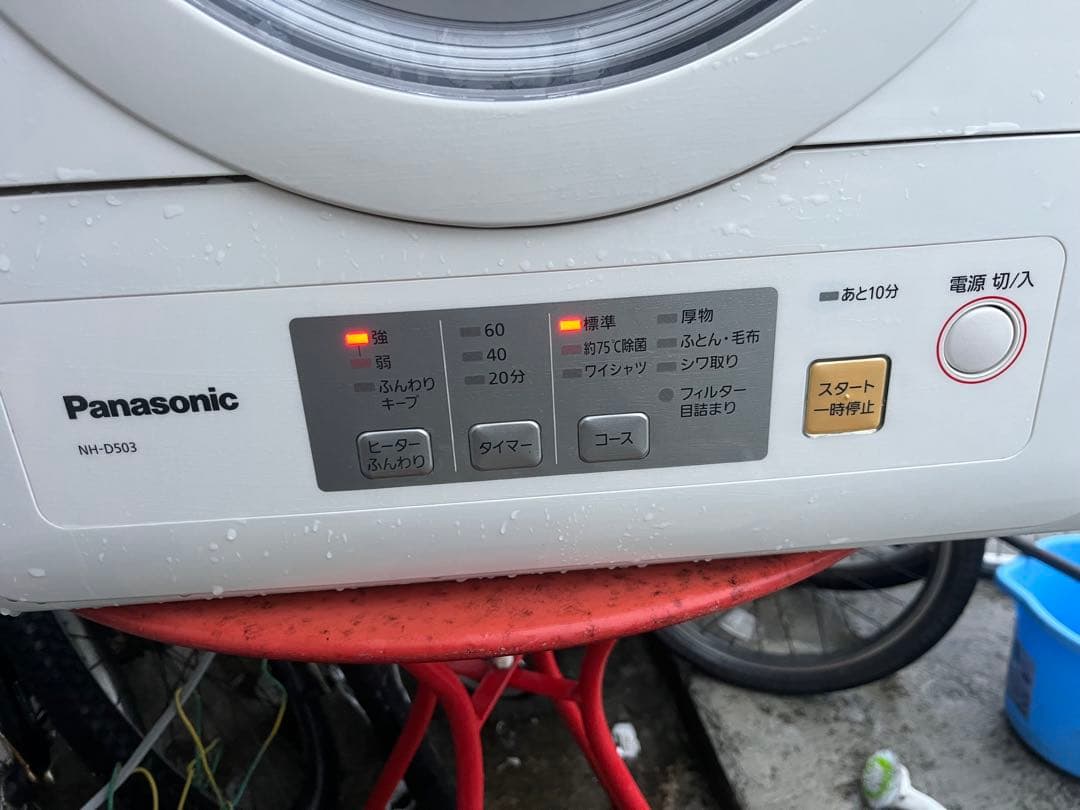 Panasonic
NH-D503
強
弱
ふんわり
キープ
ヒーター
ふんわり
60
40
20分
タイマー
標準
約75℃除菌
ワイシャツ
コース
厚物
ふとん・毛布
シワ取り
フィルター
目詰まり
あと10分
スタート
一時停止
電源 切/入